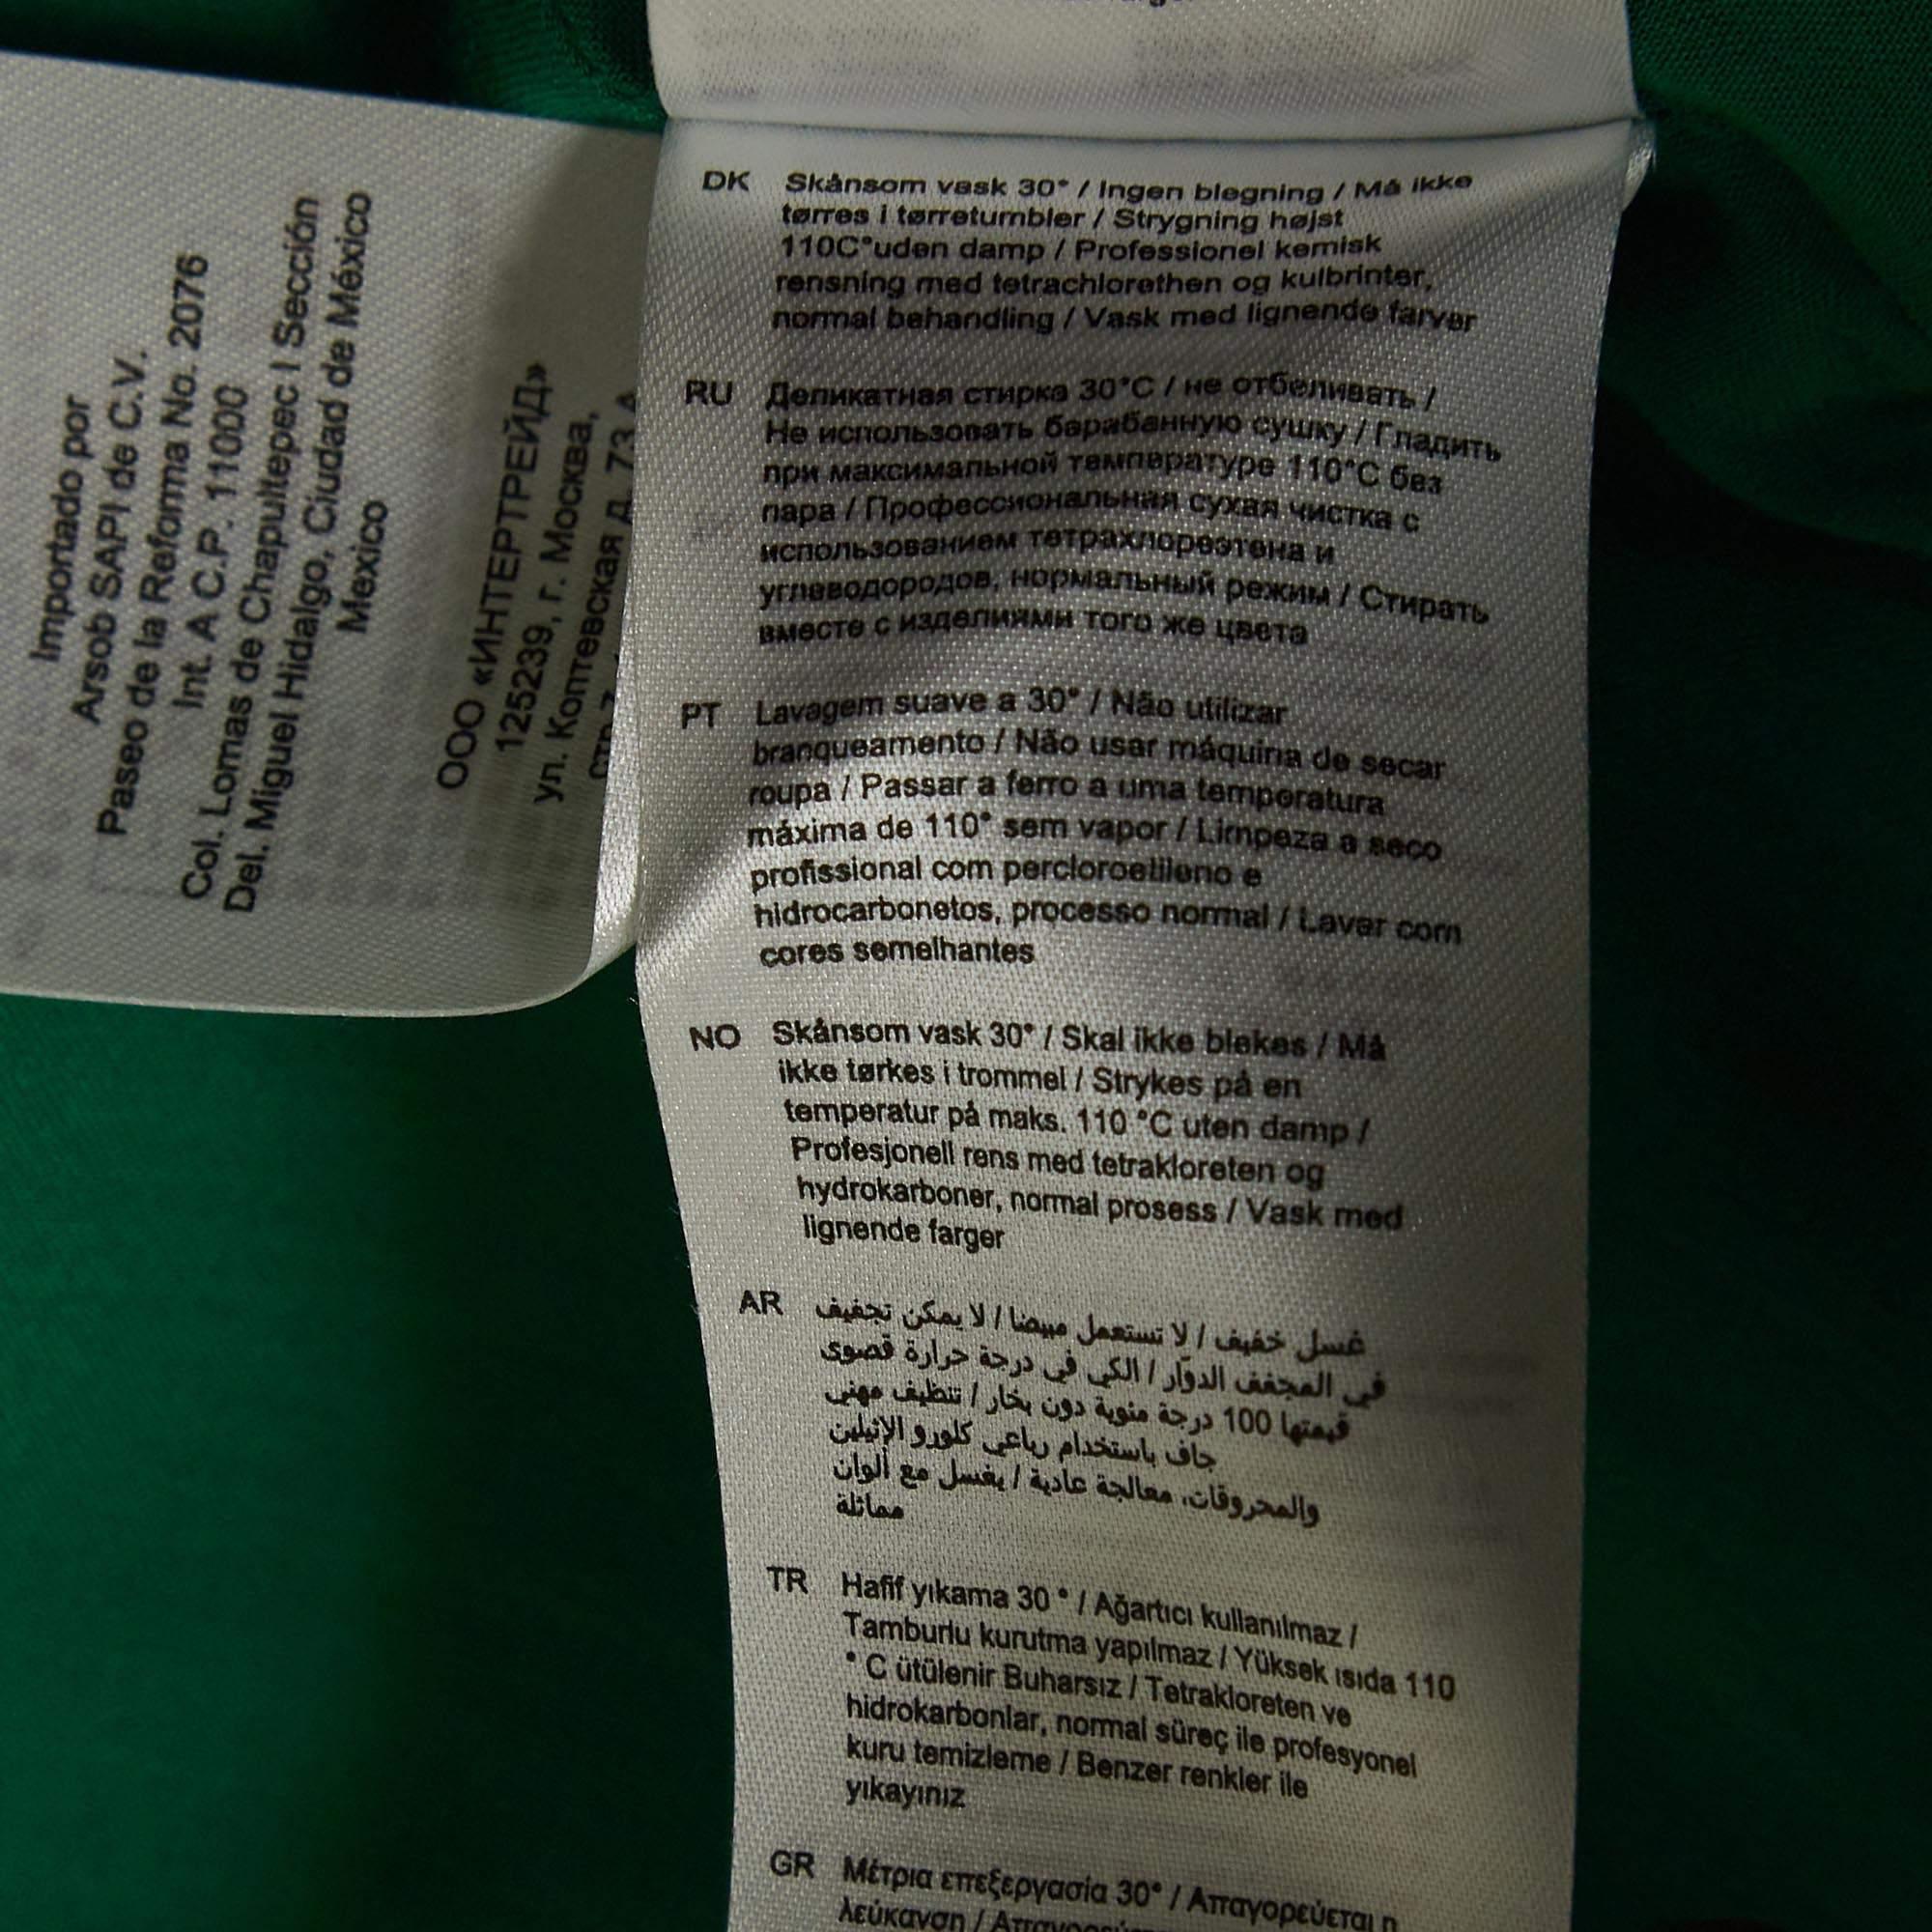 Importado por
Arsob SAPI de C.V.
Paseo de la Reforma No. 2076
Int. A C.P. 11000
Col. Lomas de Chapultepec I Sección
Del. Miguel Hidalgo, Ciudad de México
Mexico
ООО «ИНТЕРТРЕЙД»
125239, г. Москва,
ул. Коптевская д. 73 А
DK Skånsom vask 30° / Ingen blegning / Må ikke
tørres i tørretumbler / Strygning højst
110C°uden damp / Professionel kemisk
rensning med tetrachlorethen og kulbrinter,
normal behandling / Vask med lignende farver
RU Деликатная стирка 30°C / не отбеливать /
Не использовать барабанную сушку / Гладить
при максимальной температуре 110°C без
пара / Профессиональная сухая чистка с
использованием тетрахлореэтена и
углеводородов, нормальный режим / Стирать
вместе с изделиями того же цвета
PT Lavagem suave a 30° / Não utilizar
branqueamento / Não usar máquina de secar
roupa / Passar a ferro a uma temperatura
máxima de 110° sem vapor / Limpeza a seco
profissional com percloroetileno e
hidrocarbonetos, processo normal / Lavar com
cores semelhantes
NO Skånsom vask 30° / Skal ikke blekes / Må
ikke tørkes i trommel / Strykes på en
temperatur på maks. 110 °C uten damp /
Profesjonell rens med tetrakloreten og
hydrokarboner, normal prosess / Vask med
lignende farger
AR غسل خفيف / لا تستعمل مبيضا / لا يمكن تجفيف
في المجفف الدوّار / الكي في درجة حرارة قصوى
قيمتها 100 درجة مئوية دون بخار / تنظيف مهني
جاف باستخدام رباعي كلورو الإثيلين
والمحروقات، معالجة عادية / يغسل مع ألوان
مماثلة
TR Hafif yıkama 30 ° / Ağartıcı kullanılmaz /
Tamburlu kurutma yapılmaz / Yüksek ısıda 110
° C ütülenir Buharsız / Tetrakloreten ve
hidrokarbonlar, normal süreç ile profesyonel
kuru temizleme / Benzer renkler ile
yıkayınız
GR Μέτρια επεξεργασία 30° / Απαγορεύεται η
λεύκανση /